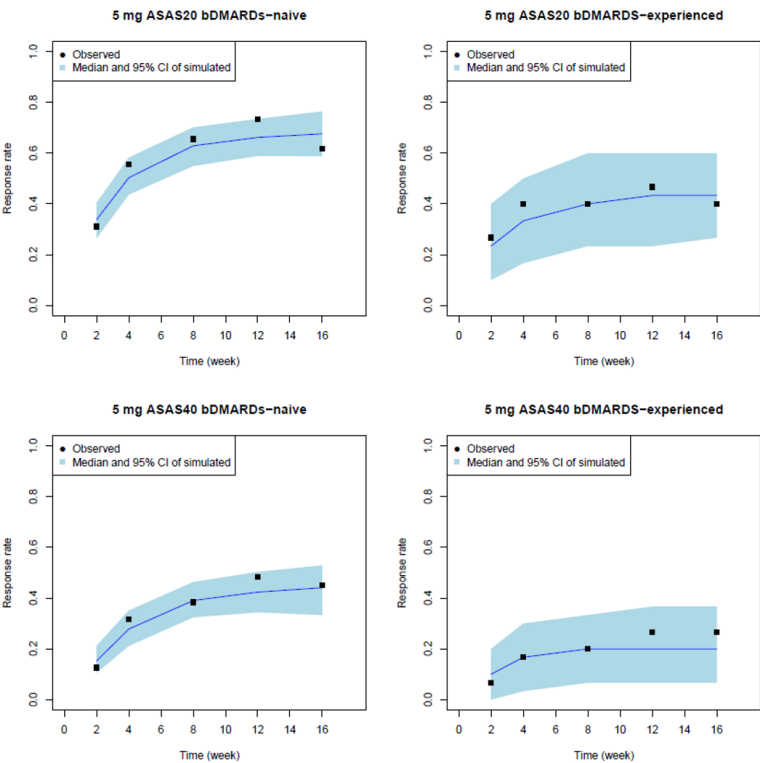 5 mg ASAS20 bDMARDs−naive
1.0
0.8
0.6
0.4
0.2
0.0
Response rate
Observed
Median and 95% CI of simulated
0 2 4 6 8 10 12 14 16
Time (week)
5 mg ASAS20 bDMARDS−experienced
1.0
0.8
0.6
0.4
0.2
0.0
Response rate
Observed
Median and 95% CI of simulated
0 2 4 6 8 10 12 14 16
Time (week)
5 mg ASAS40 bDMARDs−naive
1.0
0.8
0.6
0.4
0.2
0.0
Response rate
Observed
Median and 95% CI of simulated
0 2 4 6 8 10 12 14 16
Time (week)
5 mg ASAS40 bDMARDS−experienced
1.0
0.8
0.6
0.4
0.2
0.0
Response rate
Observed
Median and 95% CI of simulated
0 2 4 6 8 10 12 14 16
Time (week)